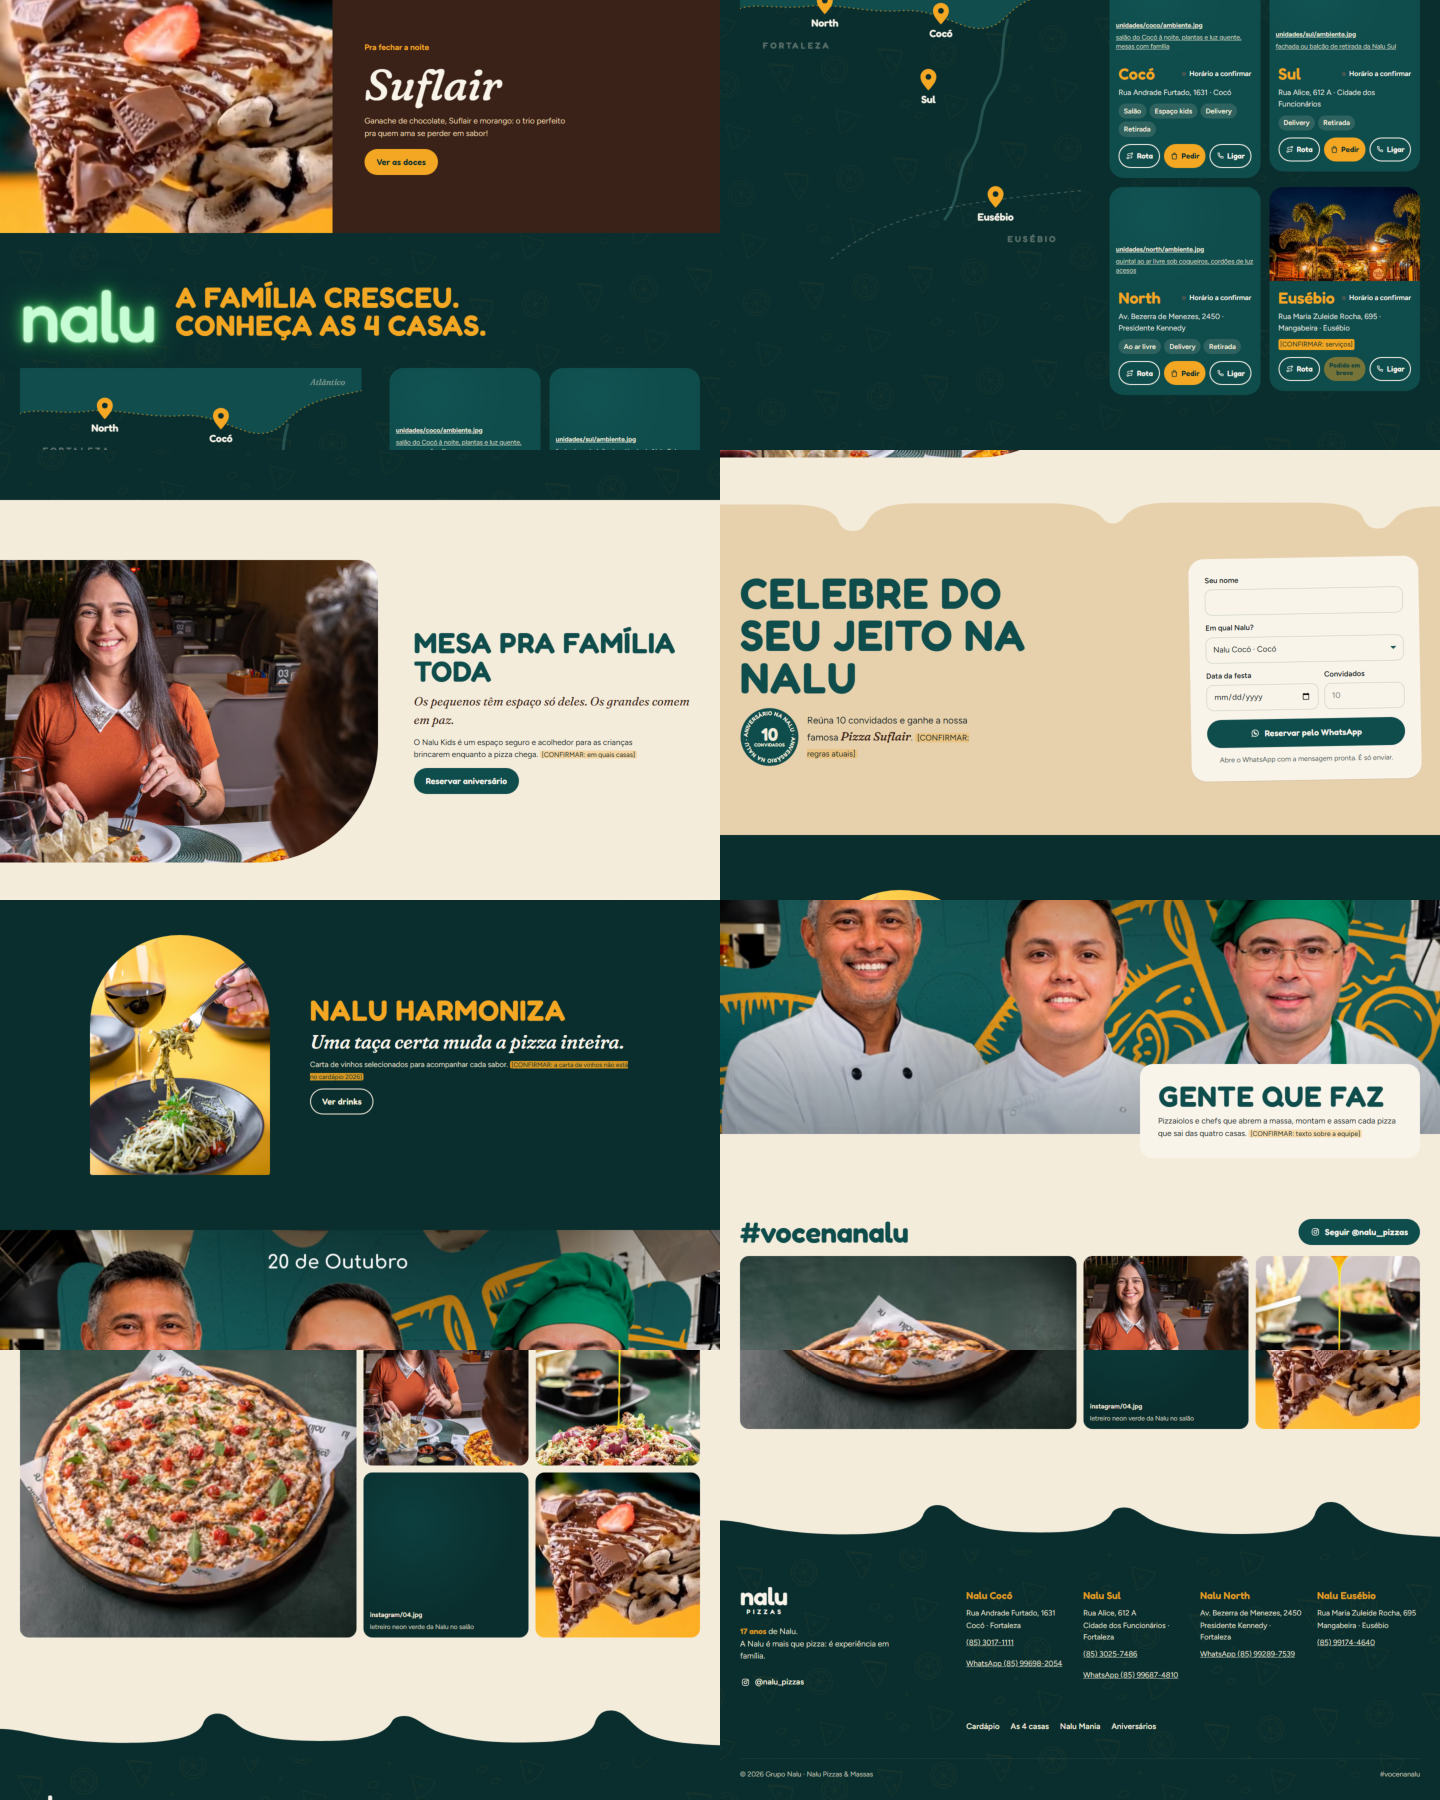 Pra fechar a noite
Suflair
Ganache de chocolate, Suflair e morango: o trio perfeito
pra quem ama se perder em sabor!
Ver as doces
nalu
A FAMÍLIA CRESCEU.
CONHEÇA AS 4 CASAS.
Atlântico
North
Cocó
FORTALEZA
unidades/coco/ambiente.jpg
salão do Cocó à noite, plantas e luz quente,
unidades/sul/ambiente.jpg
North
Cocó
FORTALEZA
Sul
Eusébio
EUSÉBIO
unidades/coco/ambiente.jpg
salão do Cocó à noite, plantas e luz quente,
mesas com família
Cocó
Horário a confirmar
Rua Andrade Furtado, 1631 · Cocó
Salão
Espaço kids
Delivery
Retirada
Rota
Pedir
Ligar
unidades/sul/ambiente.jpg
fachada ou balcão de retirada da Nalu Sul
Sul
Horário a confirmar
Rua Alice, 612 A · Cidade dos
Funcionários
Delivery
Retirada
Rota
Pedir
Ligar
unidades/north/ambiente.jpg
quintal ao ar livre sob coqueiros, cordões de luz
acesos
North
Horário a confirmar
Av. Bezerra de Menezes, 2450 ·
Presidente Kennedy
Ao ar livre
Delivery
Retirada
Rota
Pedir
Ligar
Eusébio
Horário a confirmar
Rua Maria Zuleide Rocha, 695 ·
Mangabeira · Eusébio
[CONFIRMAR: serviços]
Rota
Pedido em
breve
Ligar
03
MESA PRA FAMÍLIA
TODA
Os pequenos têm espaço só deles. Os grandes comem
em paz.
O Nalu Kids é um espaço seguro e acolhedor para as crianças
brincarem enquanto a pizza chega. [CONFIRMAR: em quais casas]
Reservar aniversário
CELEBRE DO
SEU JEITO NA
NALU
ANIVERSÁRIO NA NALU · ANIVERSÁRIO NA NALU ·
10
CONVIDADOS
Reúna 10 convidados e ganhe a nossa
famosa Pizza Suflair. [CONFIRMAR:
regras atuais]
Seu nome
Em qual Nalu?
Nalu Cocó · Cocó
Data da festa
Convidados
mm/dd/yyyy
10
Reservar pelo WhatsApp
Abre o WhatsApp com a mensagem pronta. É só enviar.
NALU HARMONIZA
Uma taça certa muda a pizza inteira.
Carta de vinhos selecionados para acompanhar cada sabor. [CONFIRMAR: a carta de vinhos não está
no cardápio 2026]
Ver drinks
20 de Outubro
GENTE QUE FAZ
Pizzaiolos e chefs que abrem a massa, montam e assam cada pizza
que sai das quatro casas. [CONFIRMAR: texto sobre a equipe]
#vocenanalu
Seguir @nalu_pizzas
instagram/04.jpg
letreiro neon verde da Nalu no salão
instagram/04.jpg
letreiro neon verde da Nalu no salão
nalu
PIZZAS
17 anos de Nalu.
A Nalu é mais que pizza: é experiência em
família.
@nalu_pizzas
Nalu Cocó
Rua Andrade Furtado, 1631
Cocó · Fortaleza
(85) 3017-1111
WhatsApp (85) 99698-2054
Nalu Sul
Rua Alice, 612 A
Cidade dos Funcionários ·
Fortaleza
(85) 3025-7486
WhatsApp (85) 99687-4810
Nalu North
Av. Bezerra de Menezes, 2450
Presidente Kennedy ·
Fortaleza
WhatsApp (85) 99289-7539
Nalu Eusébio
Rua Maria Zuleide Rocha, 695
Mangabeira · Eusébio
(85) 99174-4640
Cardápio
As 4 casas
Nalu Mania
Aniversários
© 2026 Grupo Nalu · Nalu Pizzas & Massas
#vocenanalu